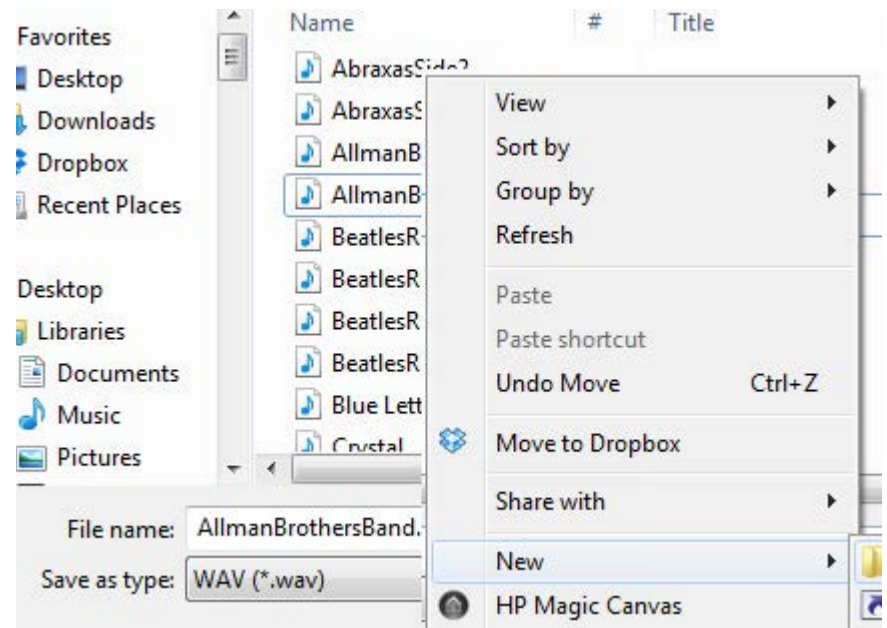 Favorites
Desktop
Downloads
Dropbox
Recent Places
Desktop
Libraries
Documents
Music
Pictures
Name # Title
AbraxasSide2
AbraxasS
AllmanB
AllmanB
BeatlesR
BeatlesR
BeatlesR
BeatlesR
Blue Lett
Crystal
View
Sort by
Group by
Refresh
Paste
Paste shortcut
Undo Move Ctrl+Z
Move to Dropbox
Share with
New
HP Magic Canvas
File name: AllmanBrothersBand.
Save as type: WAV (*.wav)